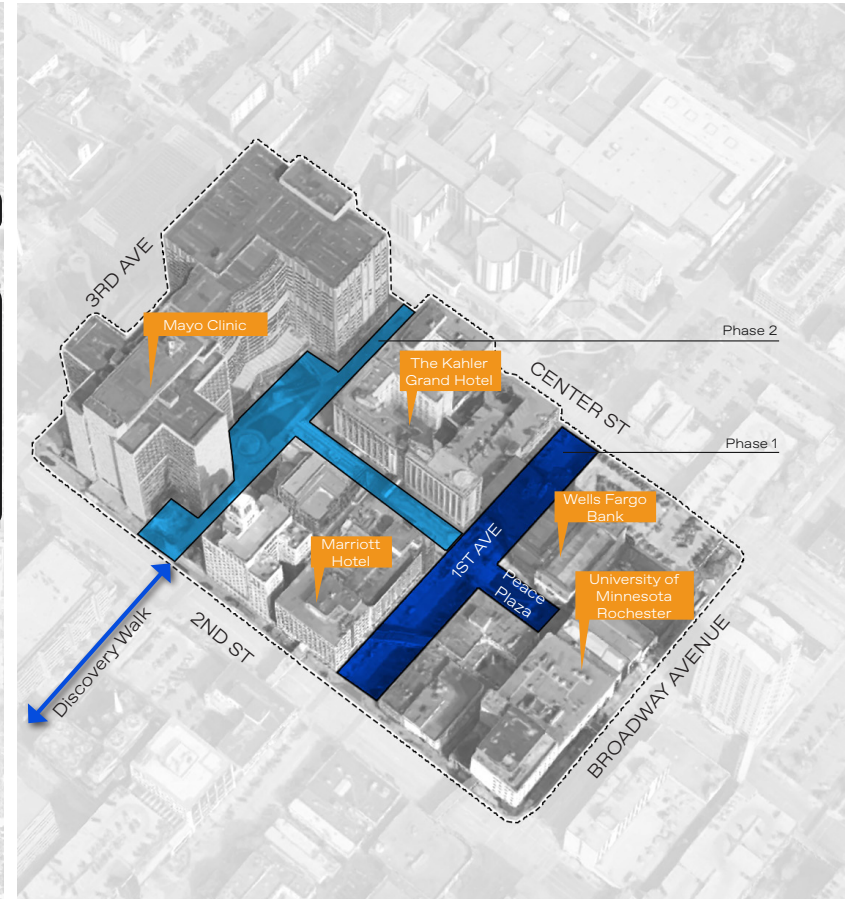 3RD AVE
Mayo Clinic
Phase 2
The Kahler
Grand Hotel
CENTER ST
Phase 1
Wells Fargo
Bank
1ST AVE
Marriott
Hotel
Peace
Plaza
University of
Minnesota
Rochester
Discovery Walk
2ND ST
BROADWAY AVENUE